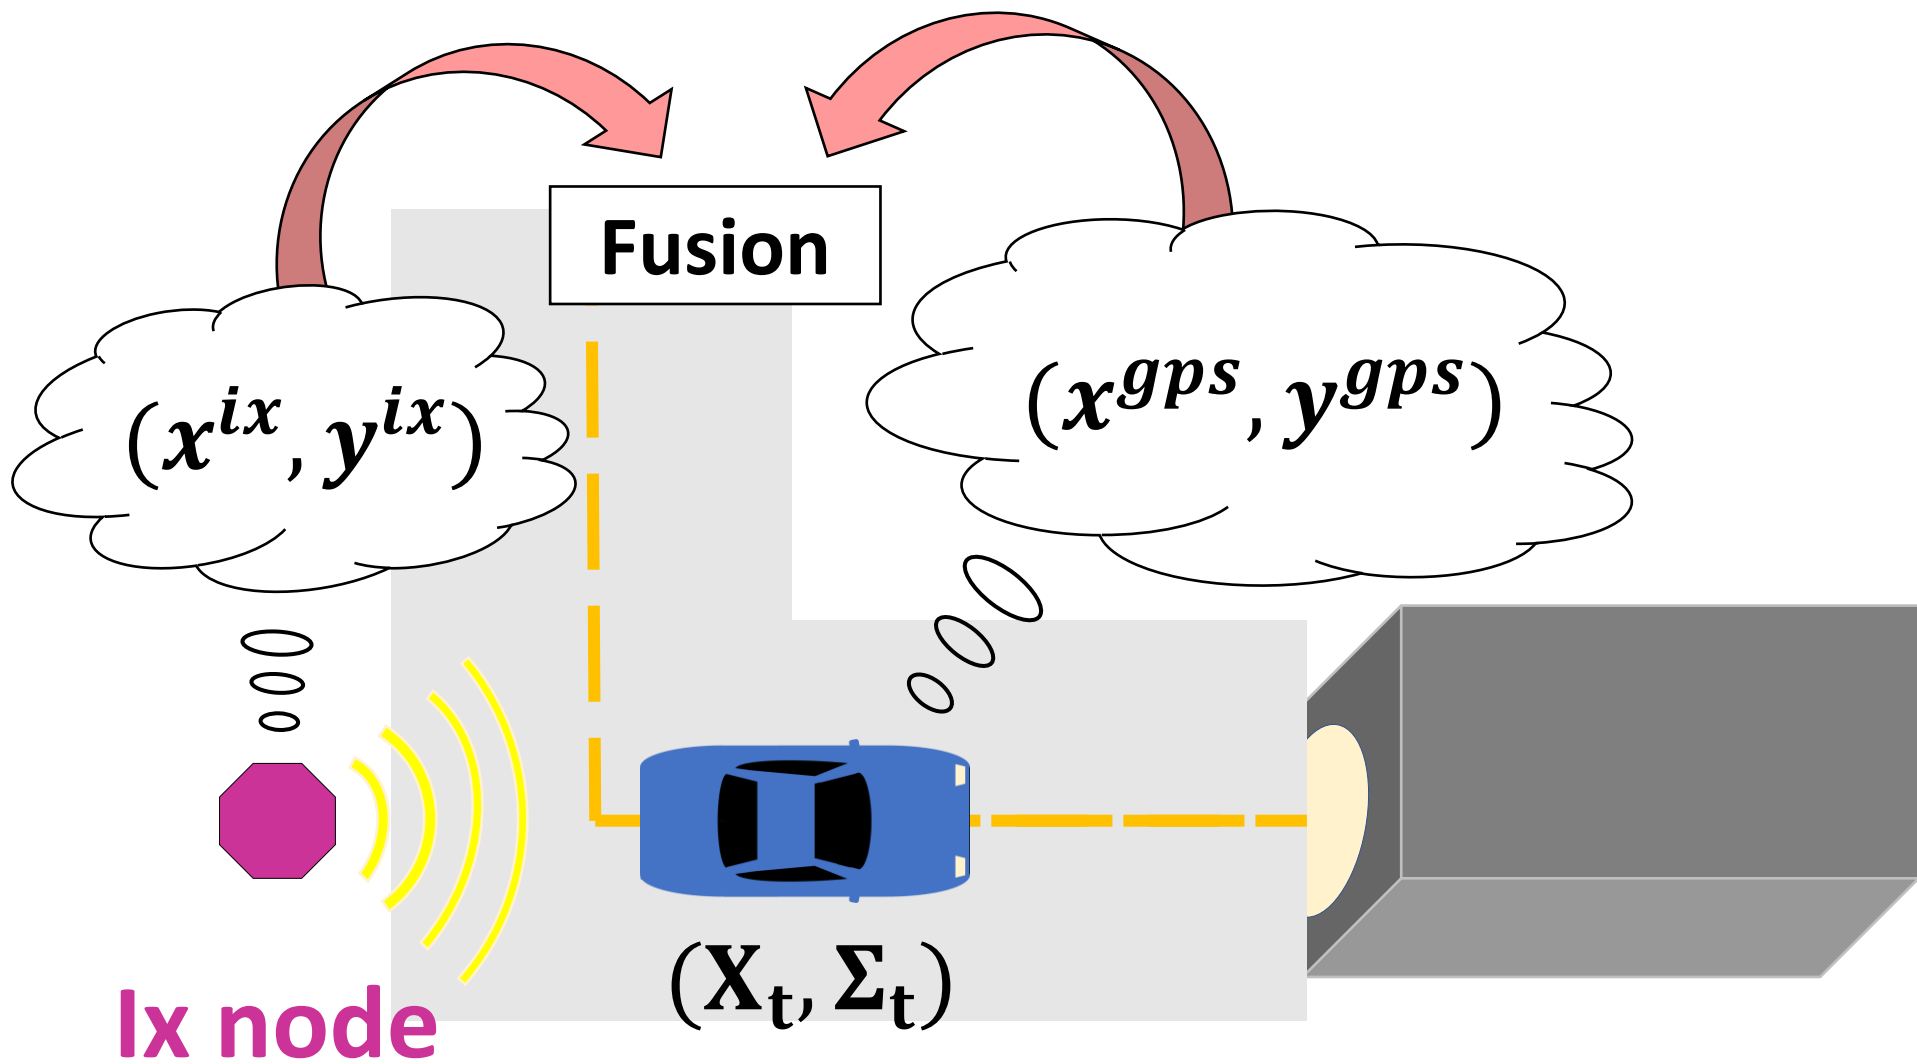 Fusion
(x^{ix}, y^{ix})
(x^{gps}, y^{gps})
(X_t, Σ_t)
Ix node